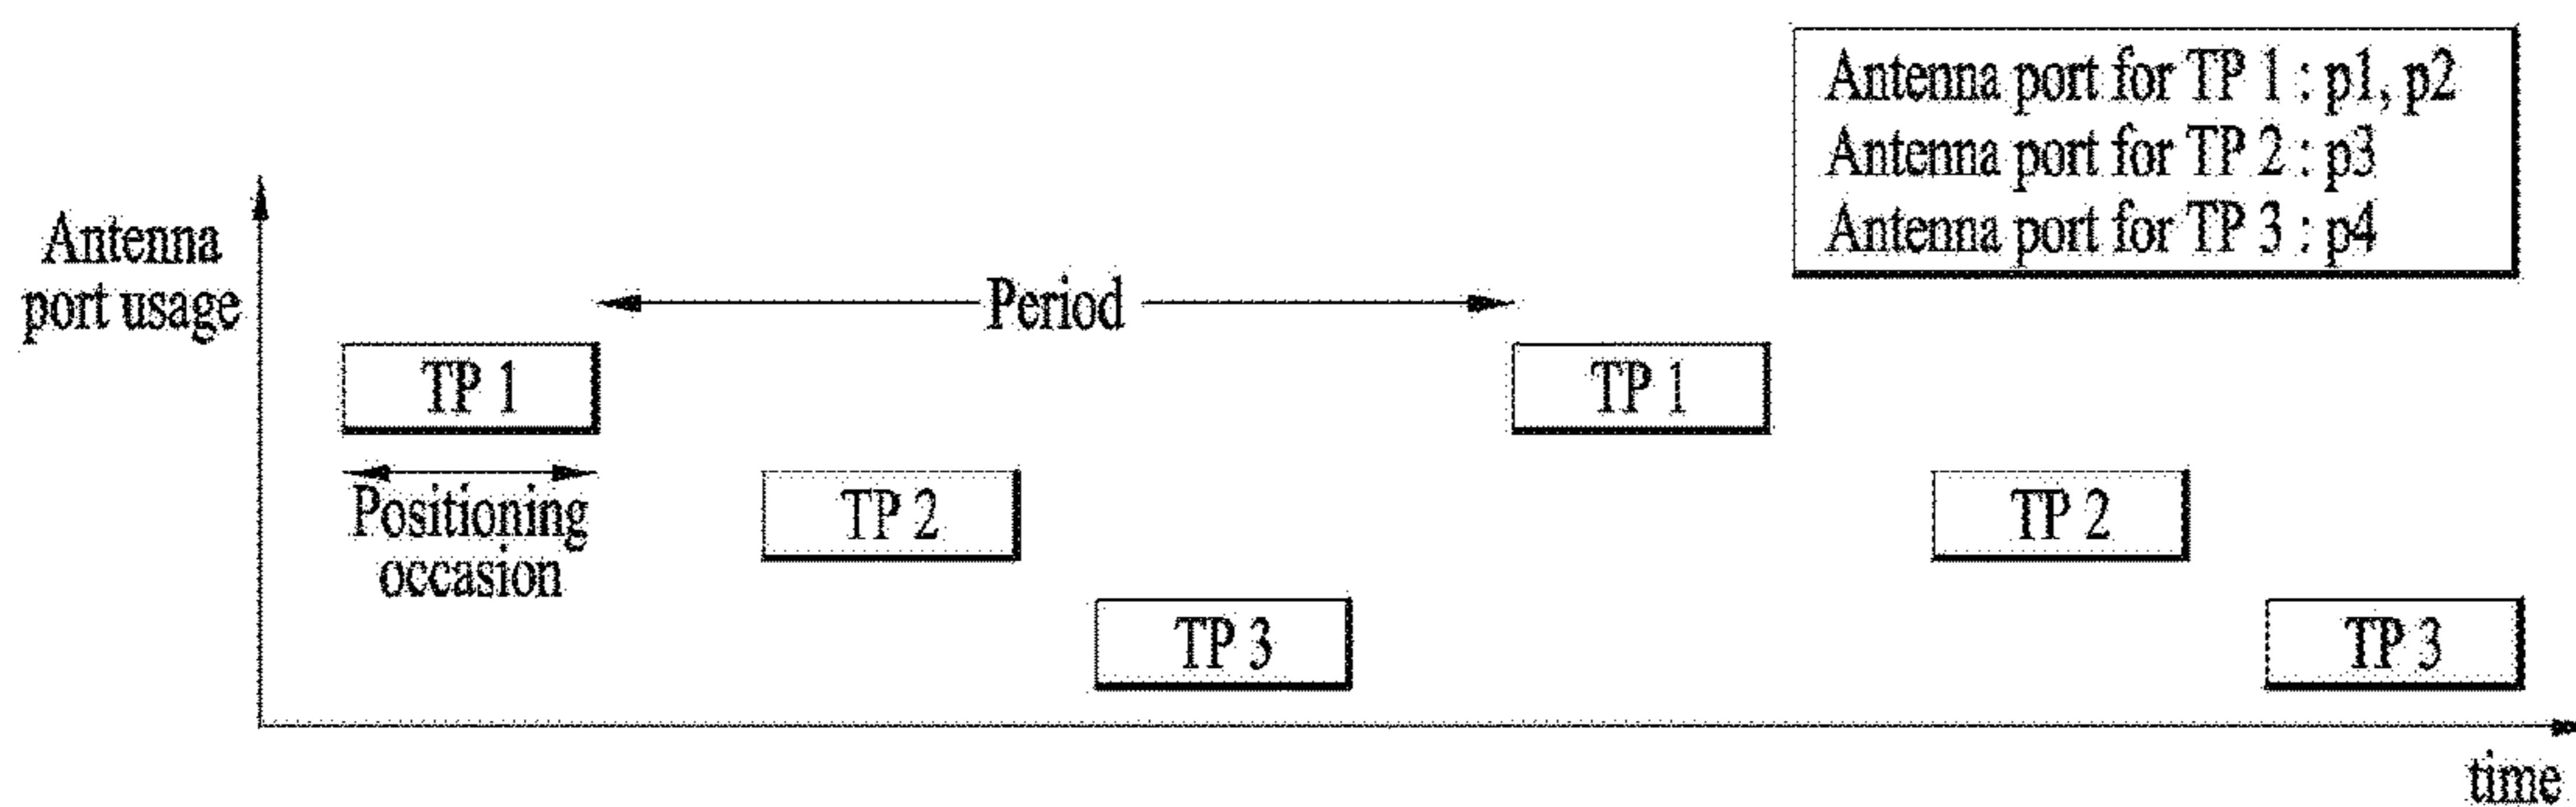 Antenna port for TP 1 : p1, p2
Antenna port for TP 2 : p3
Antenna port for TP 3 : p4
Antenna
port usage
Period
TP 1
TP 1
Positioning
occasion
TP 2
TP 2
TP 3
TP 3
time